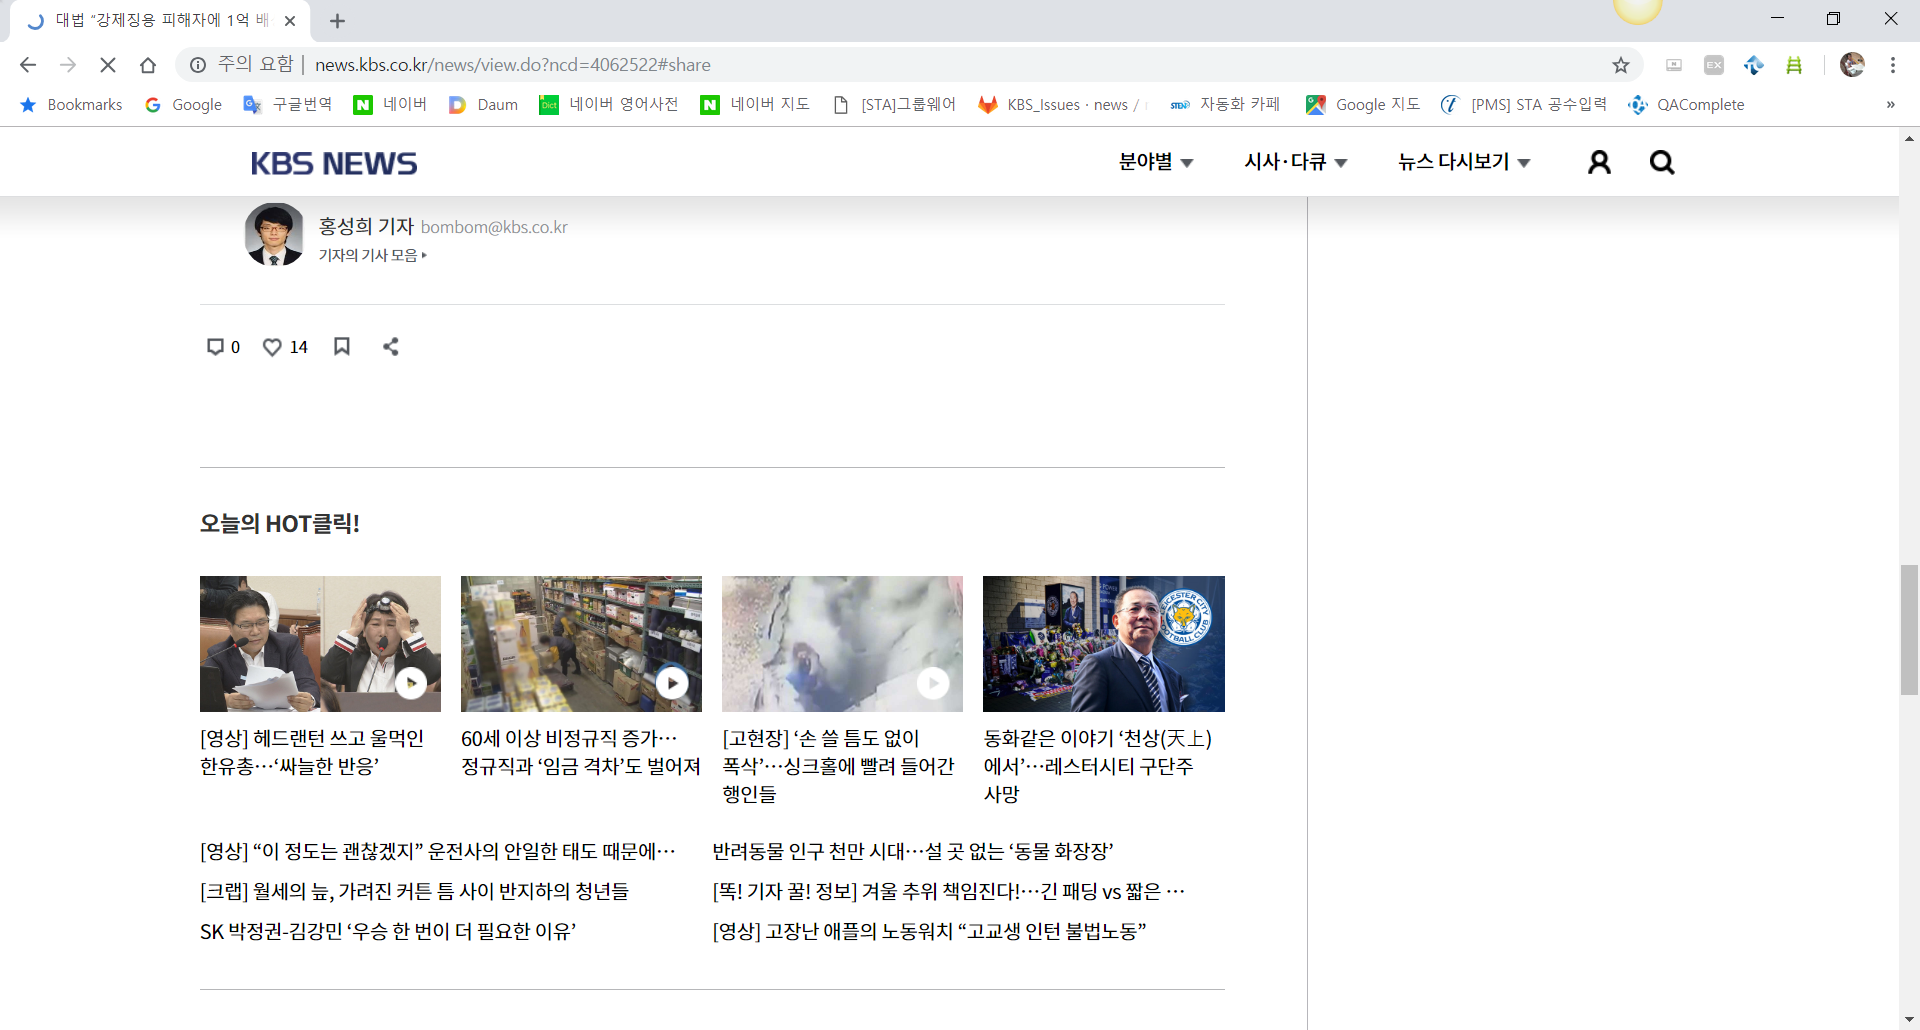 대법 “강제징용 피해자에 1억 배
주의 요함 | news.kbs.co.kr/news/view.do?ncd=4062522#share
Bookmarks Google 구글번역 네이버 Daum 네이버 영어사전 네이버 지도 [STA]그룹웨어 KBS_Issues · news / 자동화 카페 Google 지도 [PMS] STA 공수입력 QAComplete »
KBS NEWS 분야별 시사·다큐 뉴스 다시보기
홍성희 기자 bombom@kbs.co.kr
기자의 기사 모음
0 14
오늘의 HOT클릭!
[영상] 헤드랜턴 쓰고 울먹인
한유총…‘싸늘한 반응’
60세 이상 비정규직 증가…
정규직과 ‘임금 격차’도 벌어져
[고현장] ‘손 쓸 틈도 없이
폭삭’…싱크홀에 빨려 들어간
행인들
동화같은 이야기 ‘천상(天上)
에서’…레스터시티 구단주
사망
[영상] “이 정도는 괜찮겠지” 운전사의 안일한 태도 때문에…
반려동물 인구 천만 시대…설 곳 없는 ‘동물 화장장’
[크랩] 월세의 늪, 가려진 커튼 틈 사이 반지하의 청년들
[똑! 기자 꿀! 정보] 겨울 추위 책임진다!…긴 패딩 vs 짧은 …
SK 박정권-김강민 ‘우승 한 번이 더 필요한 이유’
[영상] 고장난 애플의 노동워치 “고교생 인턴 불법노동”